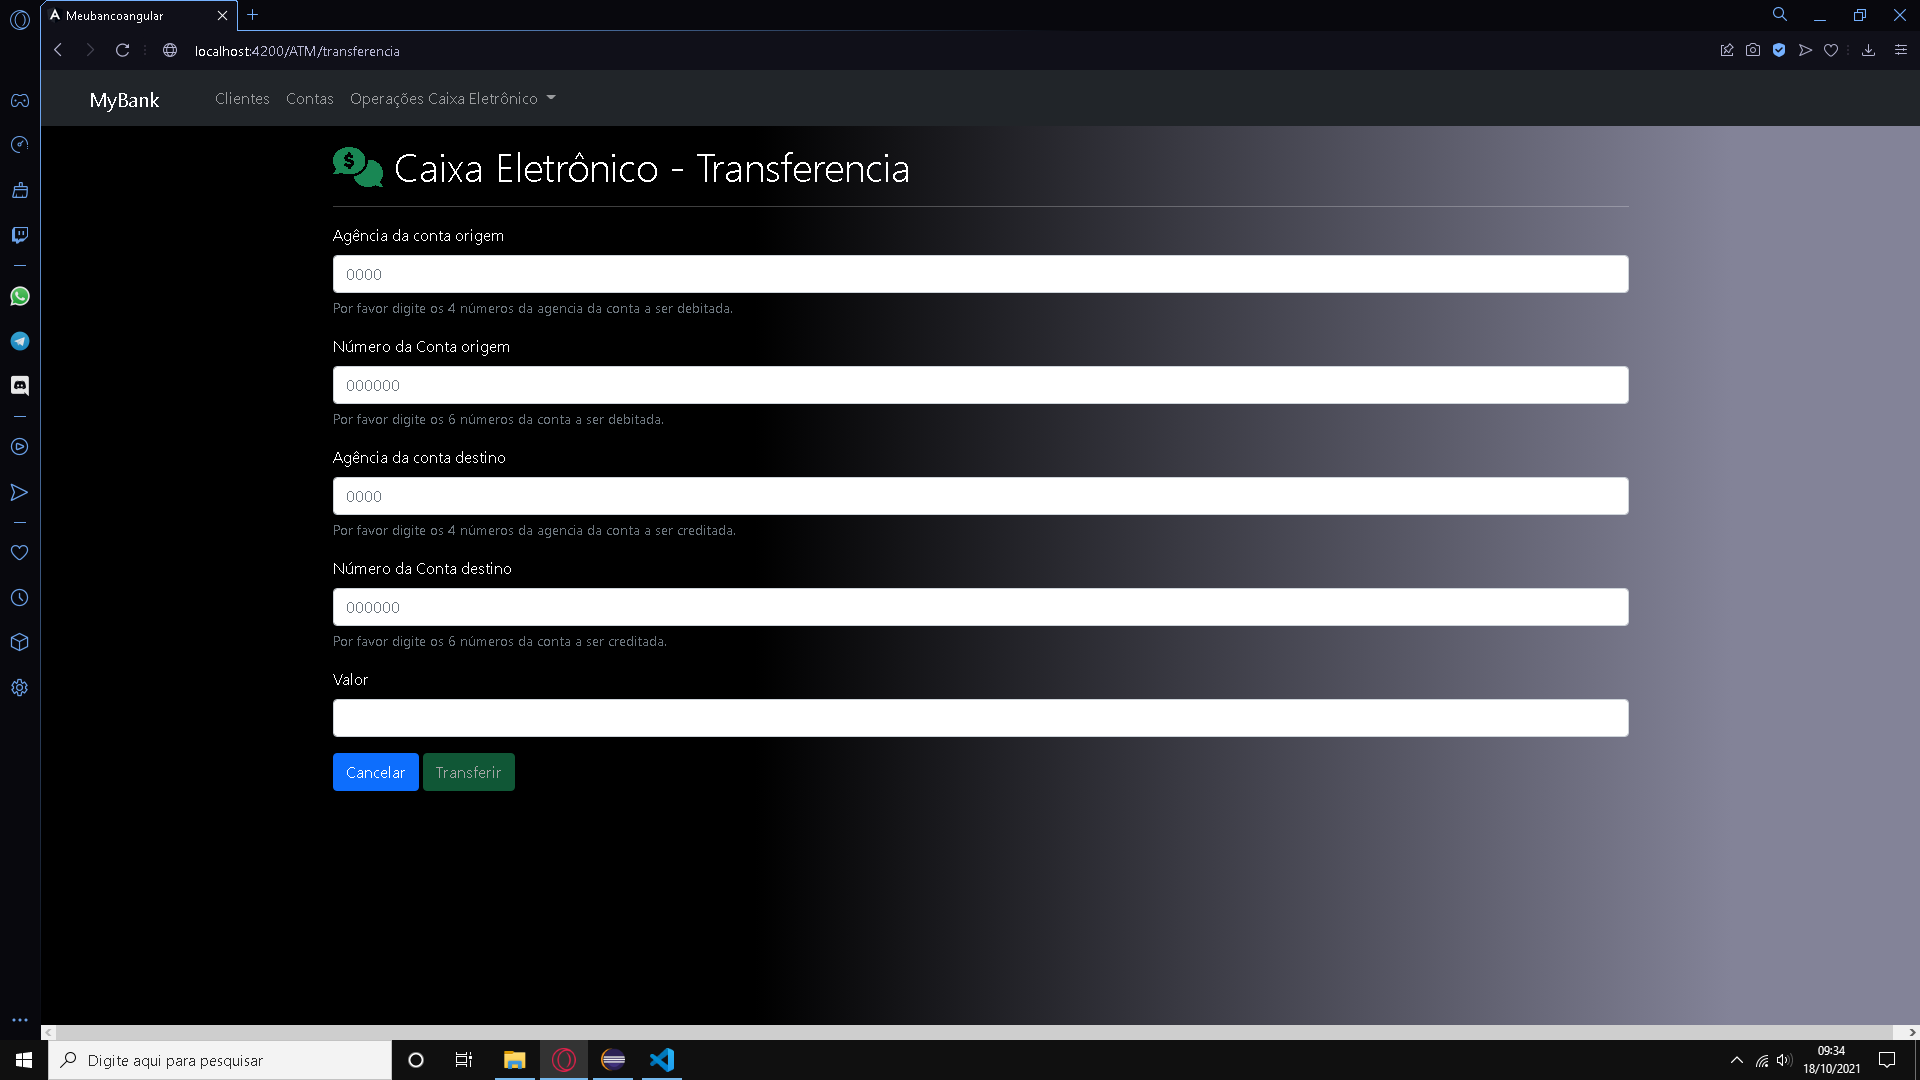 Meubancoangular
localhost:4200/ATM/transferencia
MyBank
Clientes
Contas
Operações Caixa Eletrônico
Caixa Eletrônico - Transferencia
Agência da conta origem
0000
Por favor digite os 4 números da agencia da conta a ser debitada.
Número da Conta origem
000000
Por favor digite os 6 números da conta a ser debitada.
Agência da conta destino
0000
Por favor digite os 4 números da agencia da conta a ser creditada.
Número da Conta destino
000000
Por favor digite os 6 números da conta a ser creditada.
Valor
Cancelar
Transferir
Digite aqui para pesquisar
09:34
18/10/2021